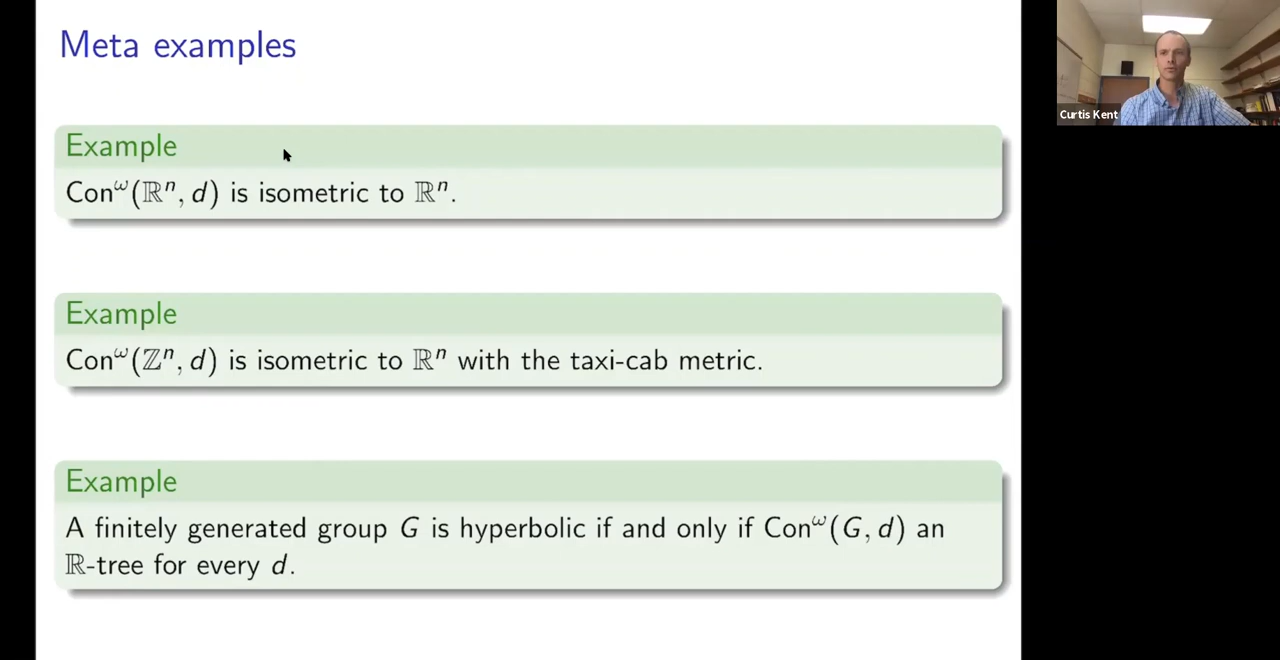 Meta examples
Example
Con^ω(ℝ^n, d) is isometric to ℝ^n.
Example
Con^ω(ℤ^n, d) is isometric to ℝ^n with the taxi-cab metric.
Example
A finitely generated group G is hyperbolic if and only if Con^ω(G, d) an
ℝ-tree for every d.
Curtis Kent